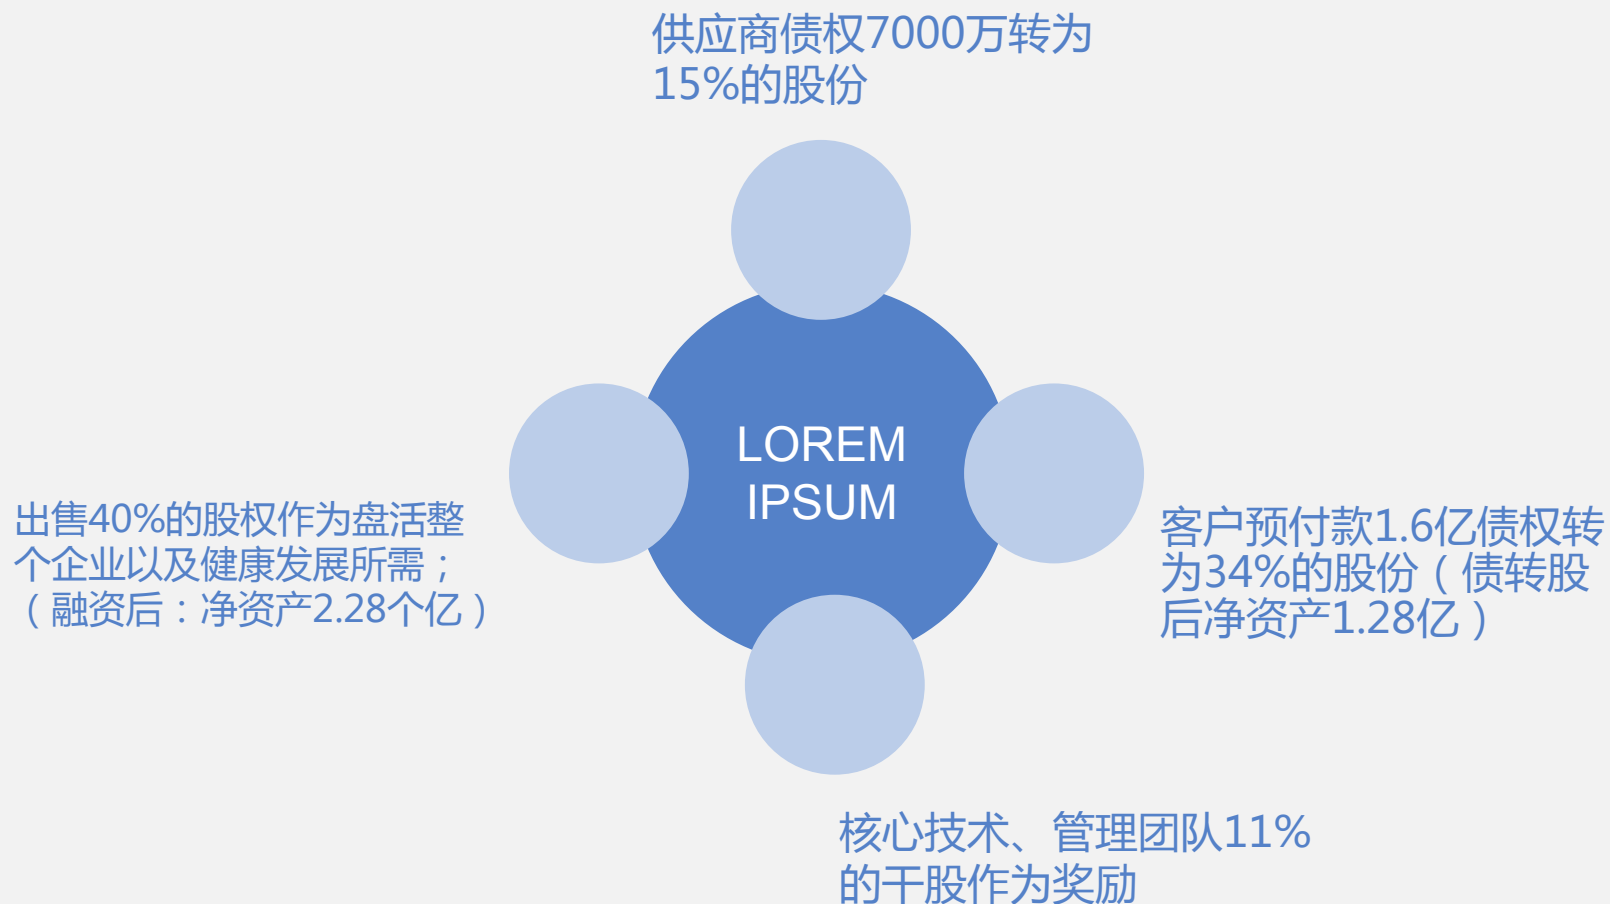 供应商债权7000万转为
15%的股份
LOREM
IPSUM
出售40%的股权作为盘活整
个企业以及健康发展所需；
（融资后：净资产2.28个亿）
客户预付款1.6亿债权转
为34%的股份（债转股
后净资产1.28亿）
核心技术、管理团队11%
的干股作为奖励